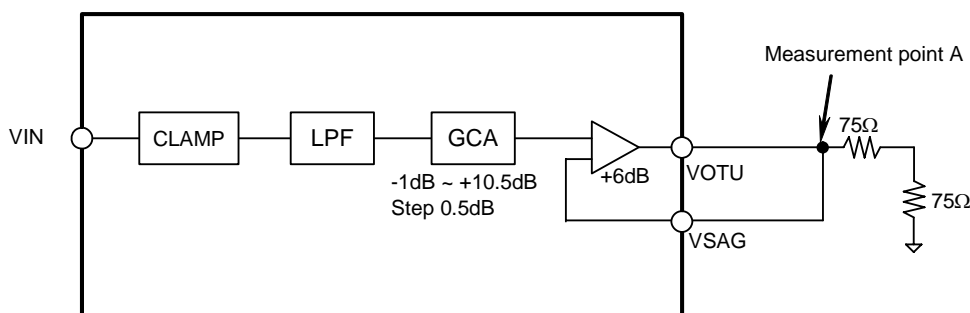 Measurement point A
75Ω
VIN
CLAMP
LPF
GCA
+6dB
VOTU
-1dB ~ +10.5dB
Step 0.5dB
75Ω
VSAG